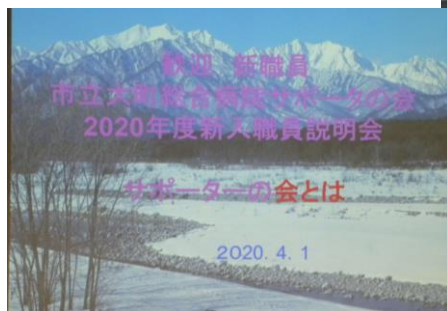 歓迎 新職員
市立大町総合病院サポータの会
2020年度新人職員説明会
サポーターの会とは
2020. 4. 1